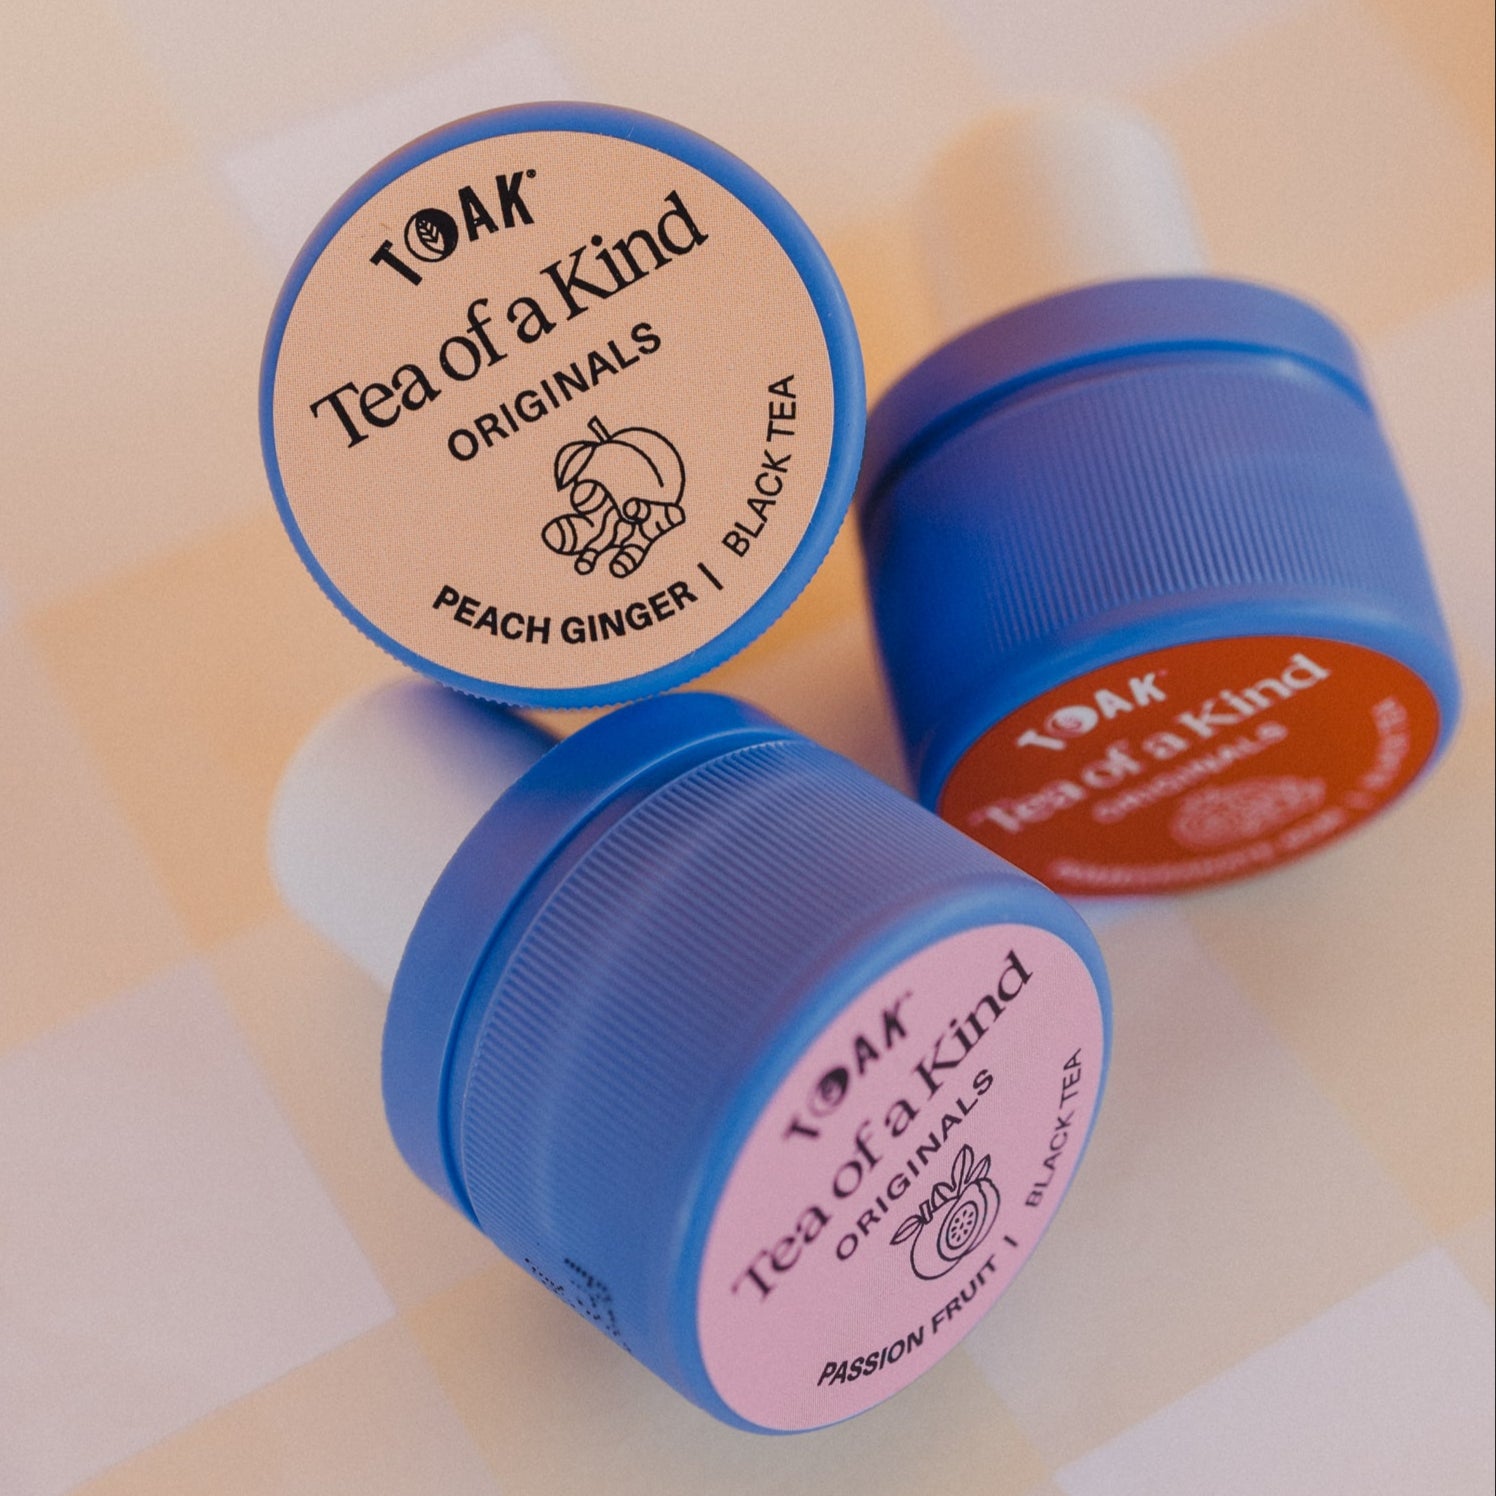 TOAK®
Tea of a Kind
ORIGINALS
PEACH GINGER | BLACK TEA
TOAK
Tea of a Kind
ORIGINALS
TOAK
Tea of a Kind
ORIGINALS
PASSION FRUIT | BLACK TEA